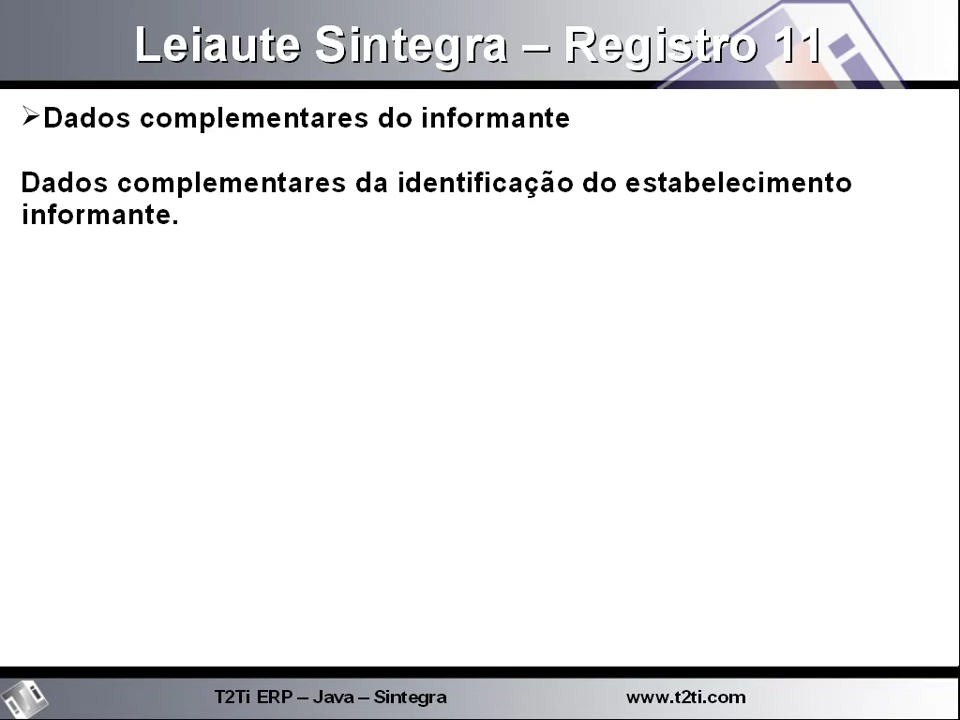 Leiaute Sintegra – Registro 11
➢Dados complementares do informante
Dados complementares da identificação do estabelecimento
informante.
T2Ti ERP – Java – Sintegra www.t2ti.com